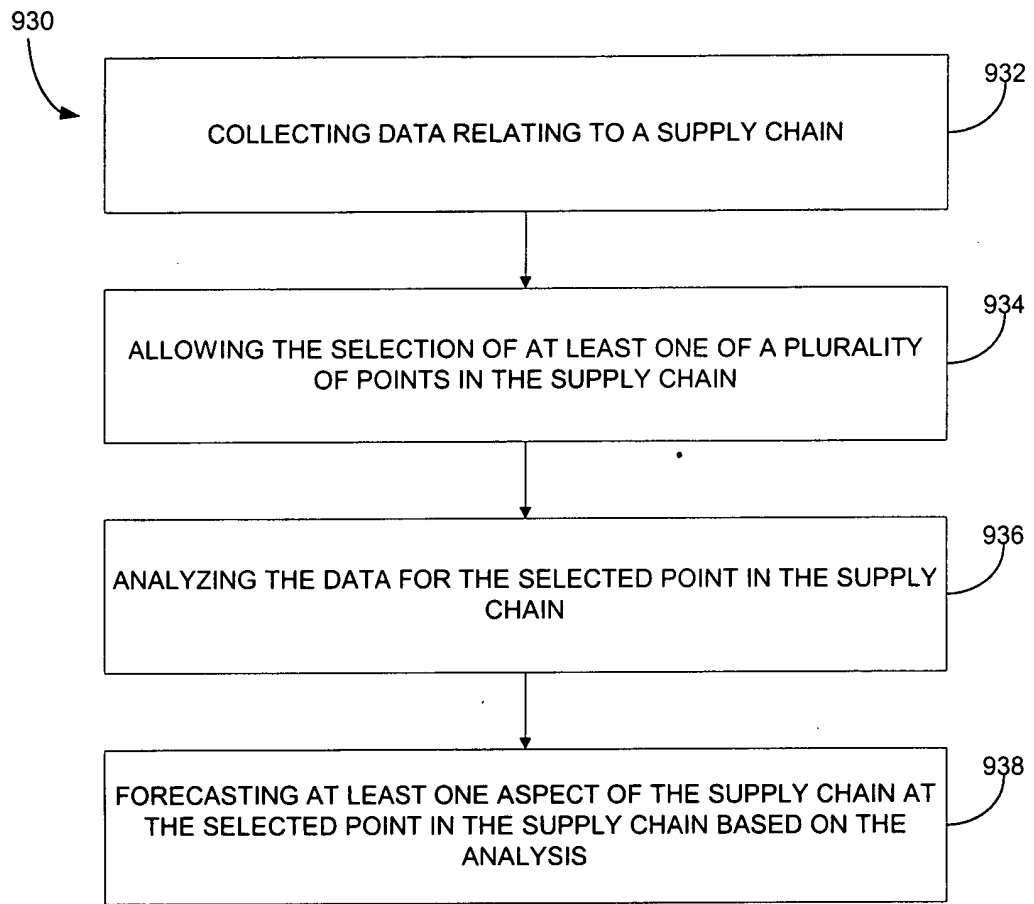 930
932
COLLECTING DATA RELATING TO A SUPPLY CHAIN
934
ALLOWING THE SELECTION OF AT LEAST ONE OF A PLURALITY
OF POINTS IN THE SUPPLY CHAIN
936
ANALYZING THE DATA FOR THE SELECTED POINT IN THE SUPPLY
CHAIN
938
FORECASTING AT LEAST ONE ASPECT OF THE SUPPLY CHAIN AT
THE SELECTED POINT IN THE SUPPLY CHAIN BASED ON THE
ANALYSIS